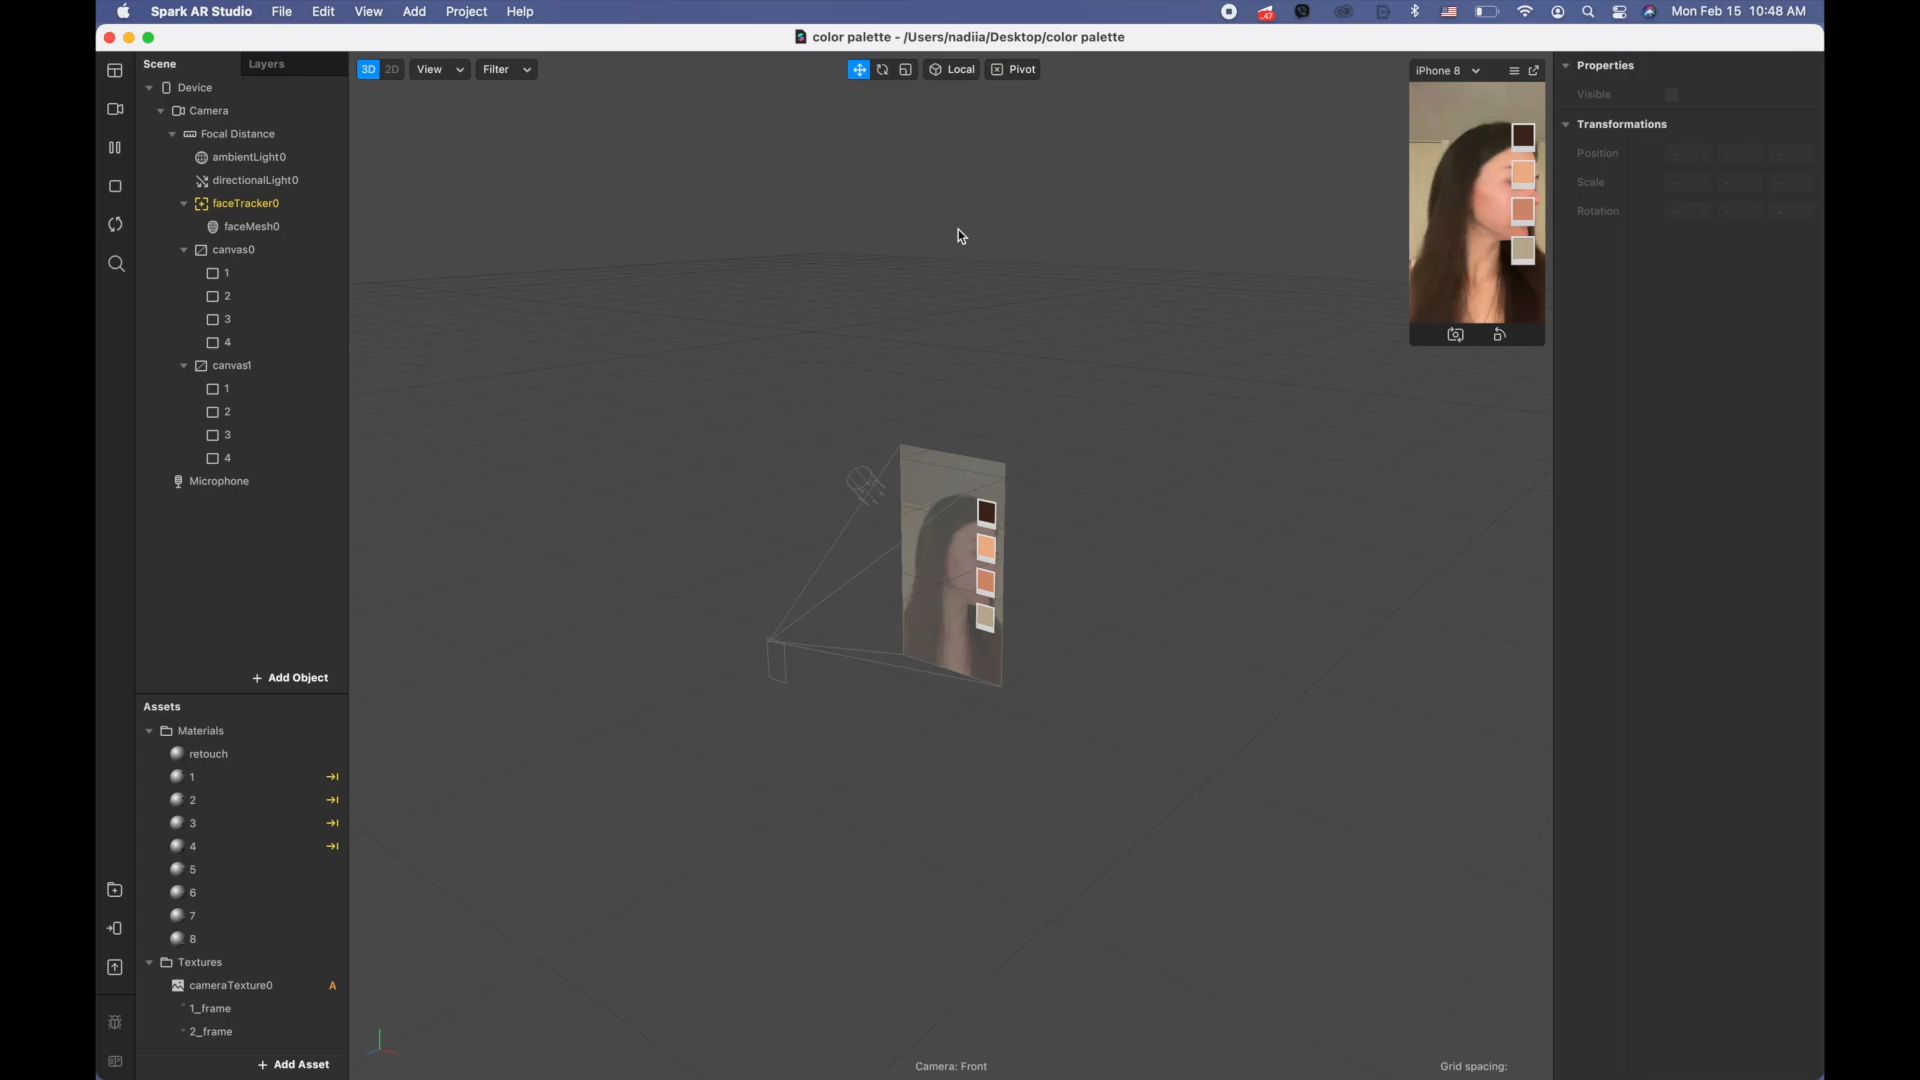 Spark AR Studio File Edit View Add Project Help
.47
Mon Feb 15 10:48 AM
color palette - /Users/nadiia/Desktop/color palette
Scene
Layers
Device
Camera
Focal Distance
ambientLight0
directionalLight0
faceTracker0
faceMesh0
canvas0
1
2
3
4
canvas1
1
2
3
4
Microphone
+ Add Object
Assets
Materials
retouch
1
2
3
4
5
6
7
8
Textures
cameraTexture0 A
1_frame
2_frame
+ Add Asset
3D 2D View Filter
Local Pivot
Camera: Front
Grid spacing:
iPhone 8
Properties
Visible
Transformations
Position - - -
Scale - - -
Rotation - - -